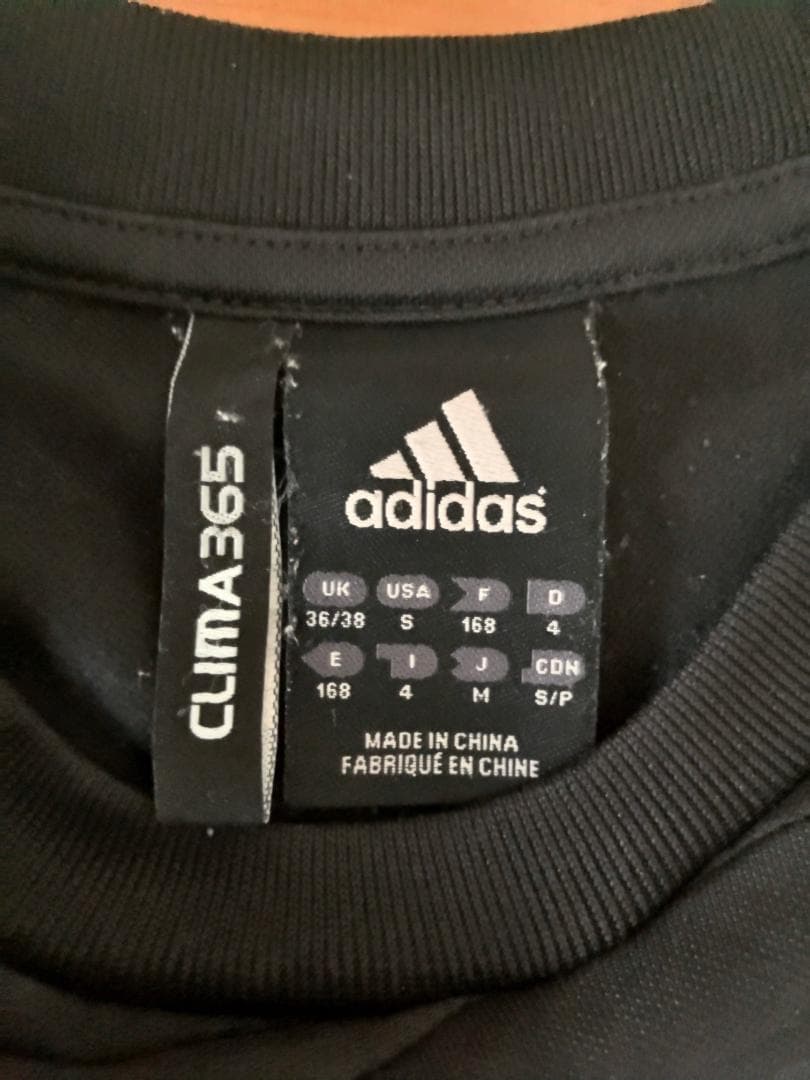 CLIMA365
adidas
UK USA F D
36/38 S 168 4
E I J CDN
168 4 M S/P
MADE IN CHINA
FABRIQUÉ EN CHINE